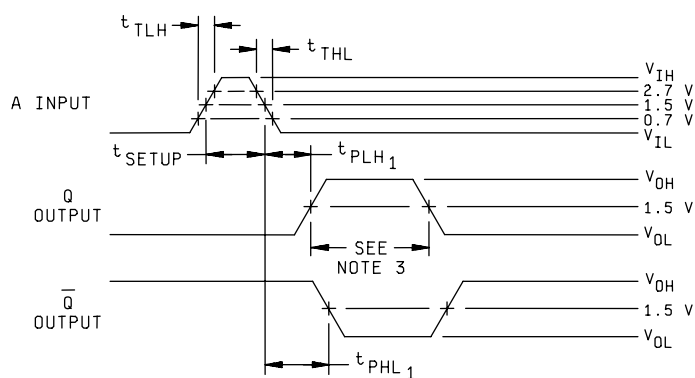 t TLH
t THL
A INPUT
V IH
2.7 V
1.5 V
0.7 V
V IL
t SETUP
t PLH 1
Q
OUTPUT
V OH
1.5 V
V OL
SEE
NOTE 3
Q̅
OUTPUT
V OH
1.5 V
V OL
t PHL 1